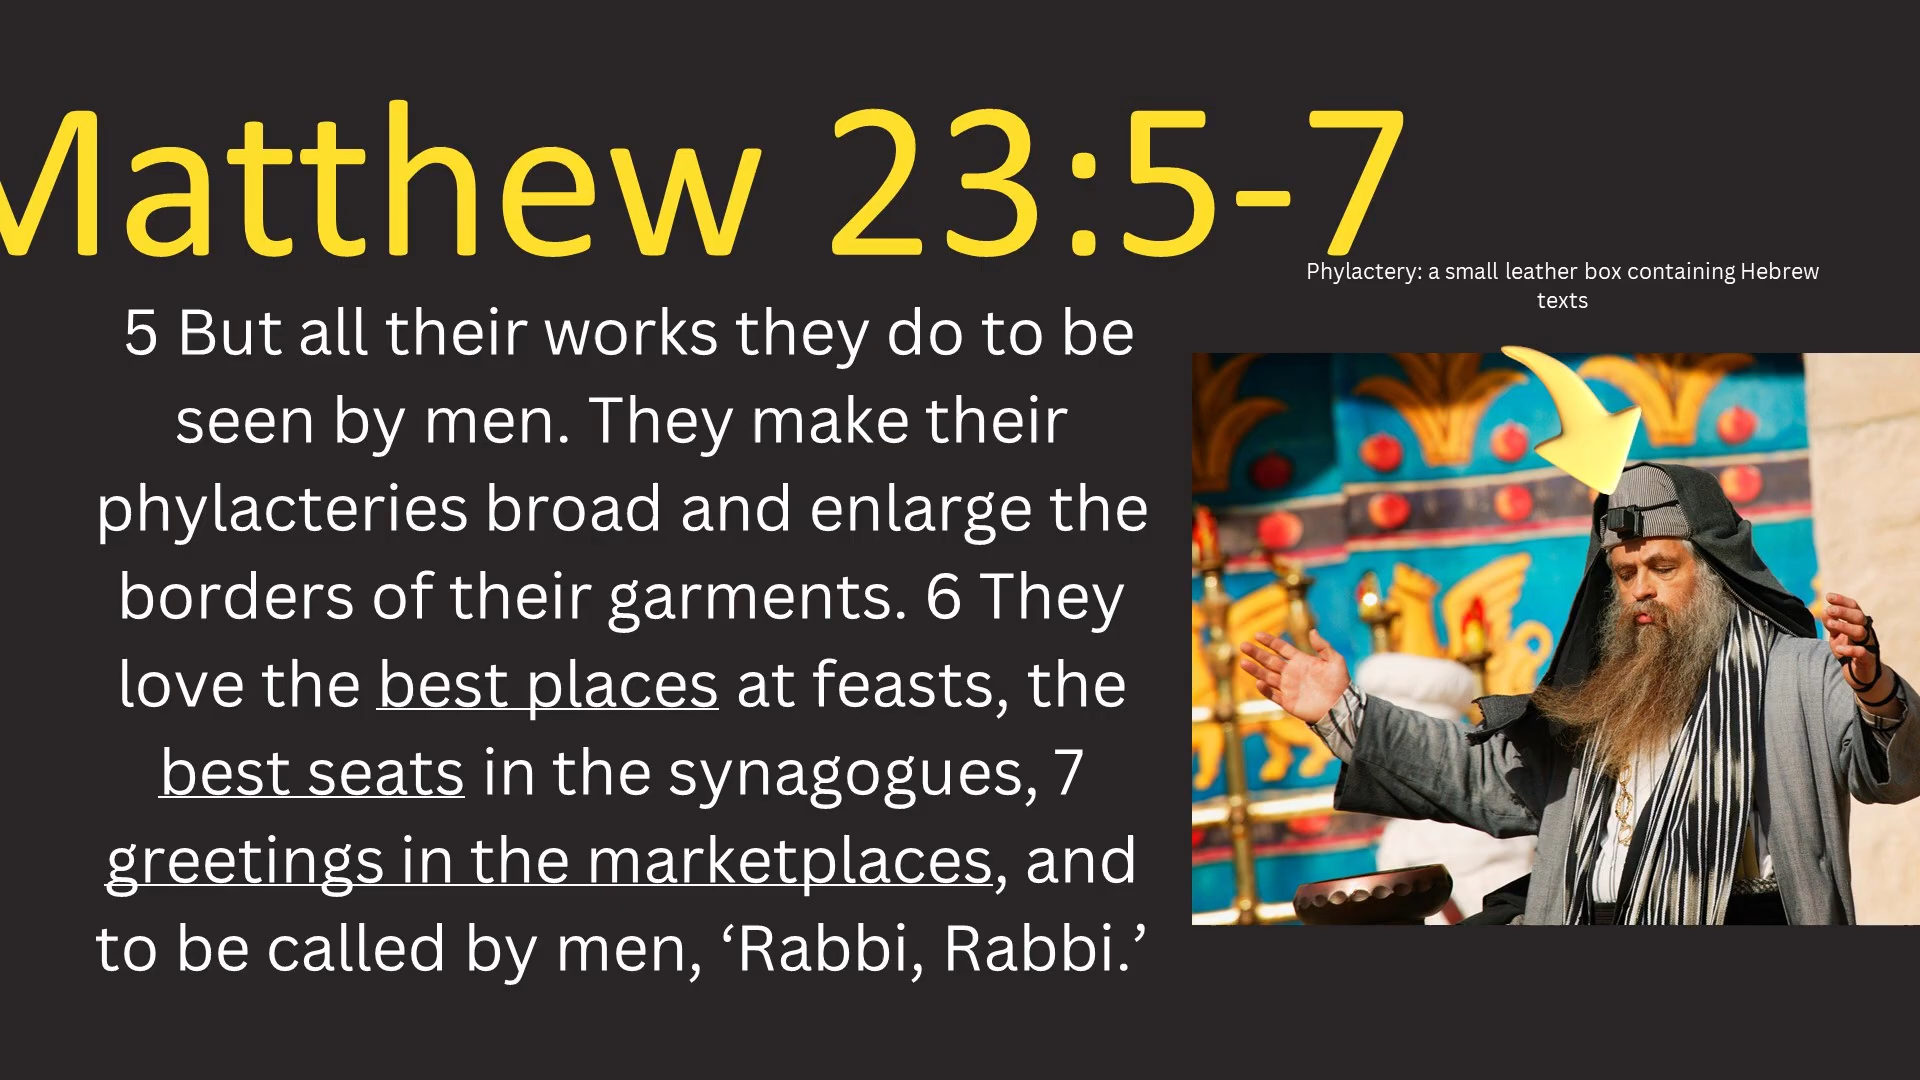 Matthew 23:5-7
Phylactery: a small leather box containing Hebrew
texts
5 But all their works they do to be
seen by men. They make their
phylacteries broad and enlarge the
borders of their garments. 6 They
love the best places at feasts, the
best seats in the synagogues, 7
greetings in the marketplaces, and
to be called by men, ‘Rabbi, Rabbi.’